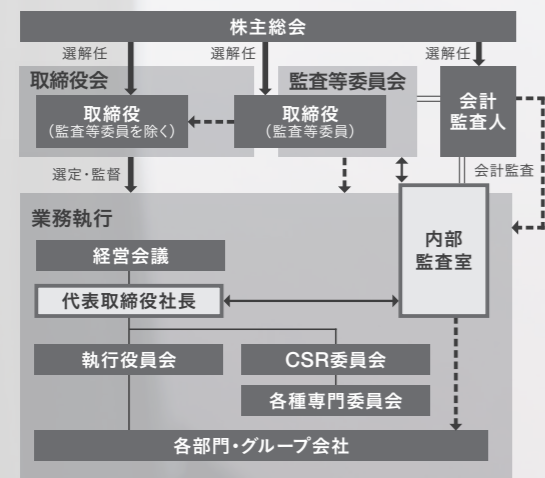 株主総会
選解任
選解任
選解任
取締役会
監査等委員会
取締役
（監査等委員を除く）
取締役
（監査等委員）
会計
監査人
選定・監督
会計監査
業務執行
内部
監査室
経営会議
代表取締役社長
執行役員会
CSR委員会
各種専門委員会
各部門・グループ会社